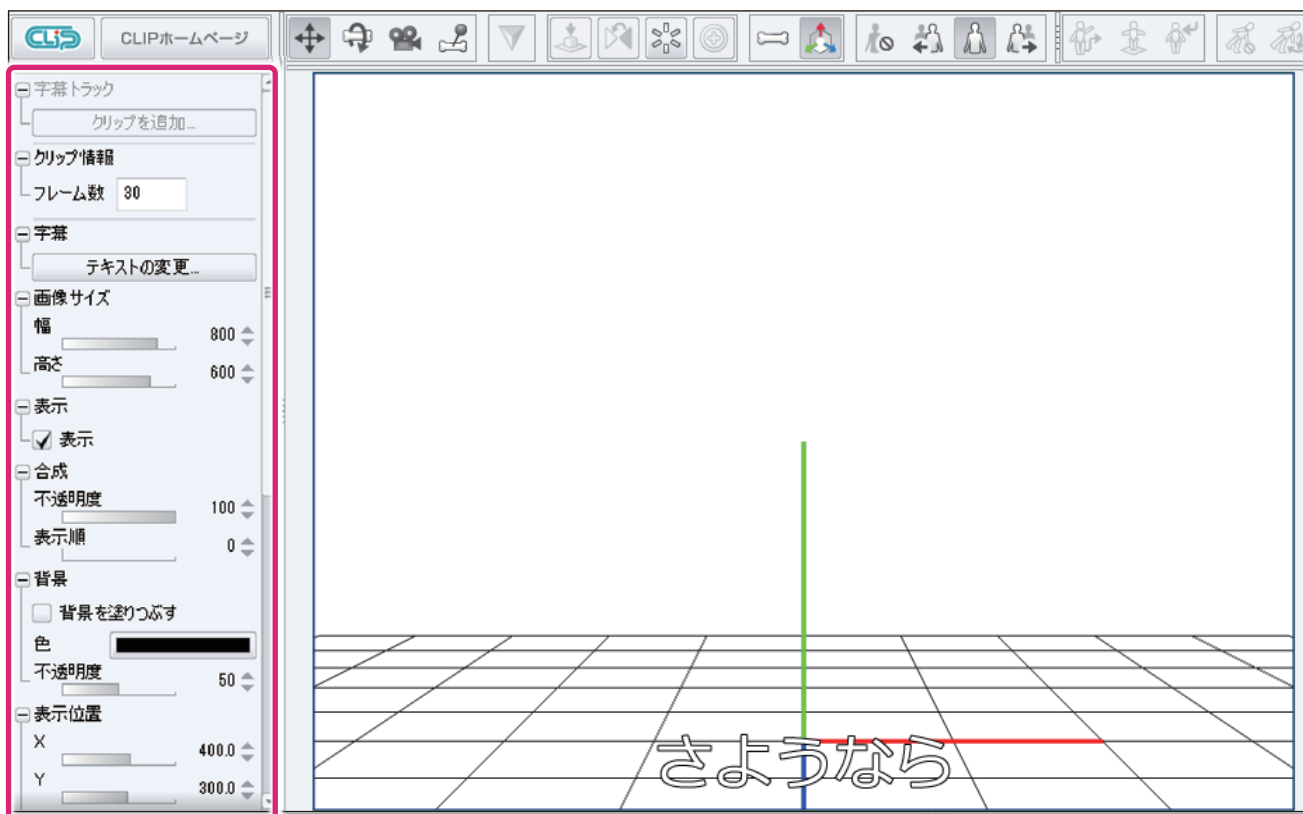 CLIP CLIPホームページ
字幕トラック
クリップを追加...
クリップ情報
フレーム数 30
字幕
テキストの変更...
画像サイズ
幅 800
高さ 600
表示
表示
合成
不透明度 100
表示順 0
背景
背景を塗りつぶす
色
不透明度 50
表示位置
X 400.0
Y 300.0
さようなら